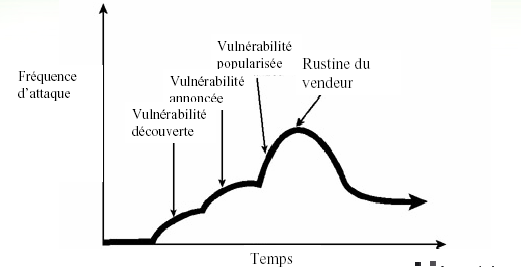 Vulnérabilité
popularisée
Rustine du
vendeur
Fréquence
d'attaque
Vulnérabilité
annoncée
Vulnérabilité
découverte
Temps